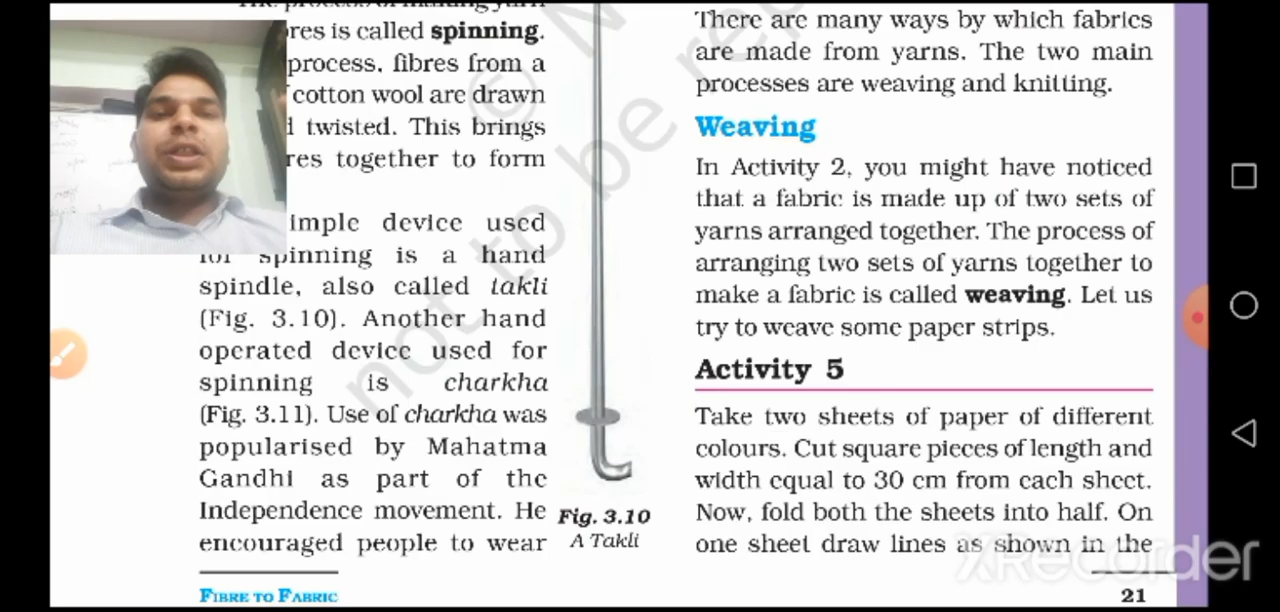 res is called spinning.
process, fibres from a
cotton wool are drawn
twisted. This brings
res together to form
imple device used
for spinning is a hand
spindle, also called takli
(Fig. 3.10). Another hand
operated device used for
spinning is charkha
(Fig. 3.11). Use of charkha was
popularised by Mahatma
Gandhi as part of the
Independence movement. He
encouraged people to wear
Fig. 3.10
A Takli
There are many ways by which fabrics
are made from yarns. The two main
processes are weaving and knitting.
Weaving
In Activity 2, you might have noticed
that a fabric is made up of two sets of
yarns arranged together. The process of
arranging two sets of yarns together to
make a fabric is called weaving. Let us
try to weave some paper strips.
Activity 5
Take two sheets of paper of different
colours. Cut square pieces of length and
width equal to 30 cm from each sheet.
Now, fold both the sheets into half. On
one sheet draw lines as shown in the
FIBRE TO FABRIC
21
© N
not to be rep
XRecorder